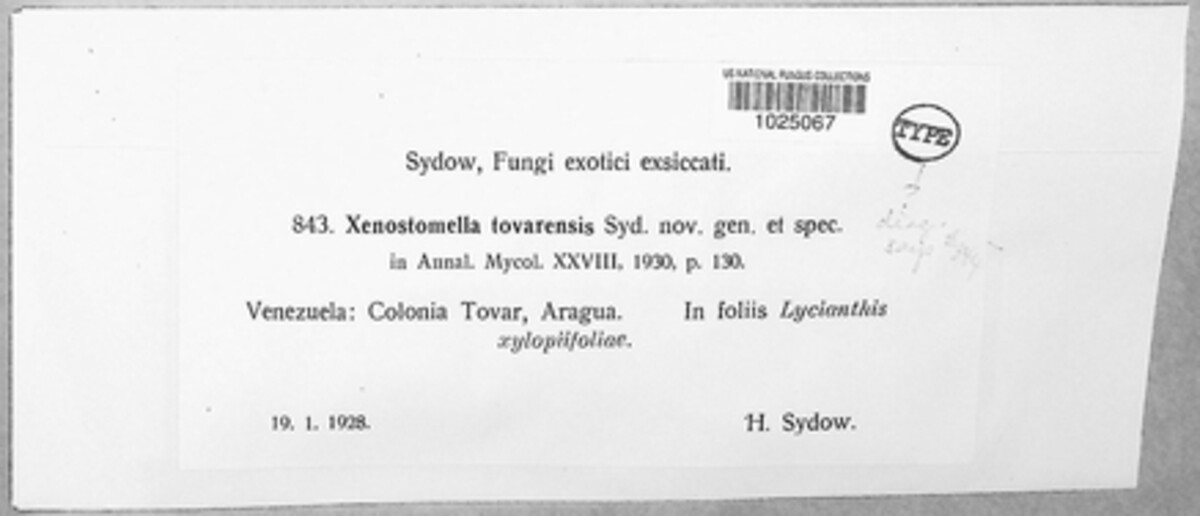 US NATIONAL FUNGUS COLLECTIONS
1025067
TYPE
Sydow, Fungi exotici exsiccati.
843. Xenostomella tovarensis Syd. nov. gen. et spec.
in Annal. Mycol. XXVIII, 1930, p. 130.
Venezuela: Colonia Tovar, Aragua. In foliis Lycianthis
xylopiifoliae.
19. 1. 1928. H. Sydow.